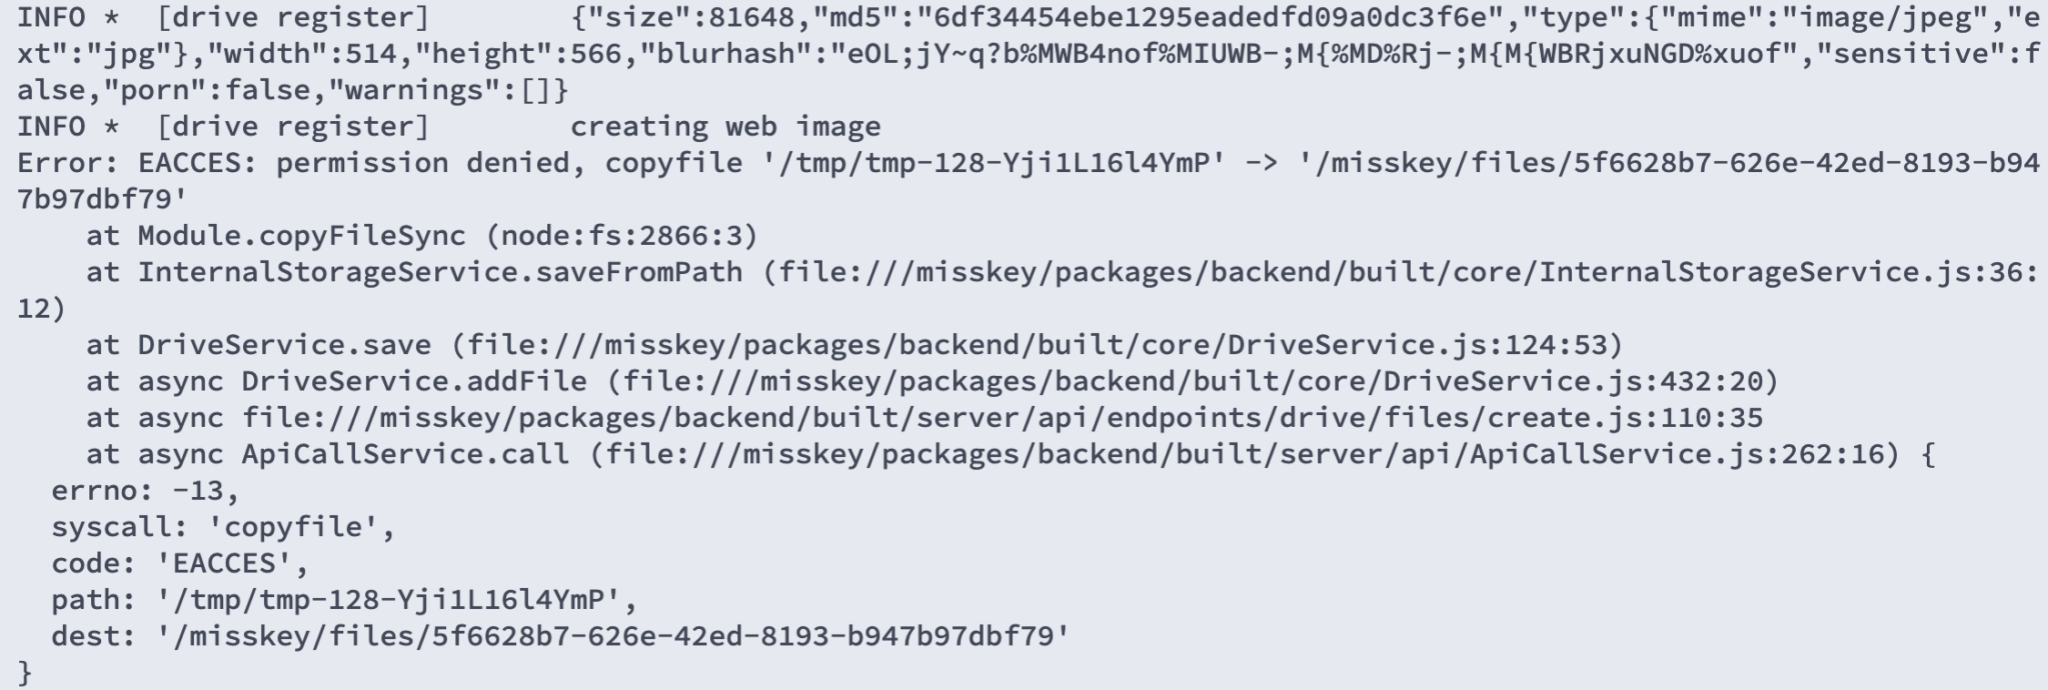 INFO *  [drive register]        {"size":81648,"md5":"6df34454ebe1295eadedfd09a0dc3f6e","type":{"mime":"image/jpeg","e
xt":"jpg"},"width":514,"height":566,"blurhash":"eOL;jY~q?b%MWB4nof%MIUWB-;M{%MD%Rj-;M{M{WBRjxuNGD%xuof","sensitive":f
alse,"porn":false,"warnings":[]}
INFO *  [drive register]        creating web image
Error: EACCES: permission denied, copyfile '/tmp/tmp-128-Yji1L16l4YmP' -> '/misskey/files/5f6628b7-626e-42ed-8193-b94
7b97dbf79'
    at Module.copyFileSync (node:fs:2866:3)
    at InternalStorageService.saveFromPath (file:///misskey/packages/backend/built/core/InternalStorageService.js:36:
12)
    at DriveService.save (file:///misskey/packages/backend/built/core/DriveService.js:124:53)
    at async DriveService.addFile (file:///misskey/packages/backend/built/core/DriveService.js:432:20)
    at async file:///misskey/packages/backend/built/server/api/endpoints/drive/files/create.js:110:35
    at async ApiCallService.call (file:///misskey/packages/backend/built/server/api/ApiCallService.js:262:16) {
  errno: -13,
  syscall: 'copyfile',
  code: 'EACCES',
  path: '/tmp/tmp-128-Yji1L16l4YmP',
  dest: '/misskey/files/5f6628b7-626e-42ed-8193-b947b97dbf79'
}